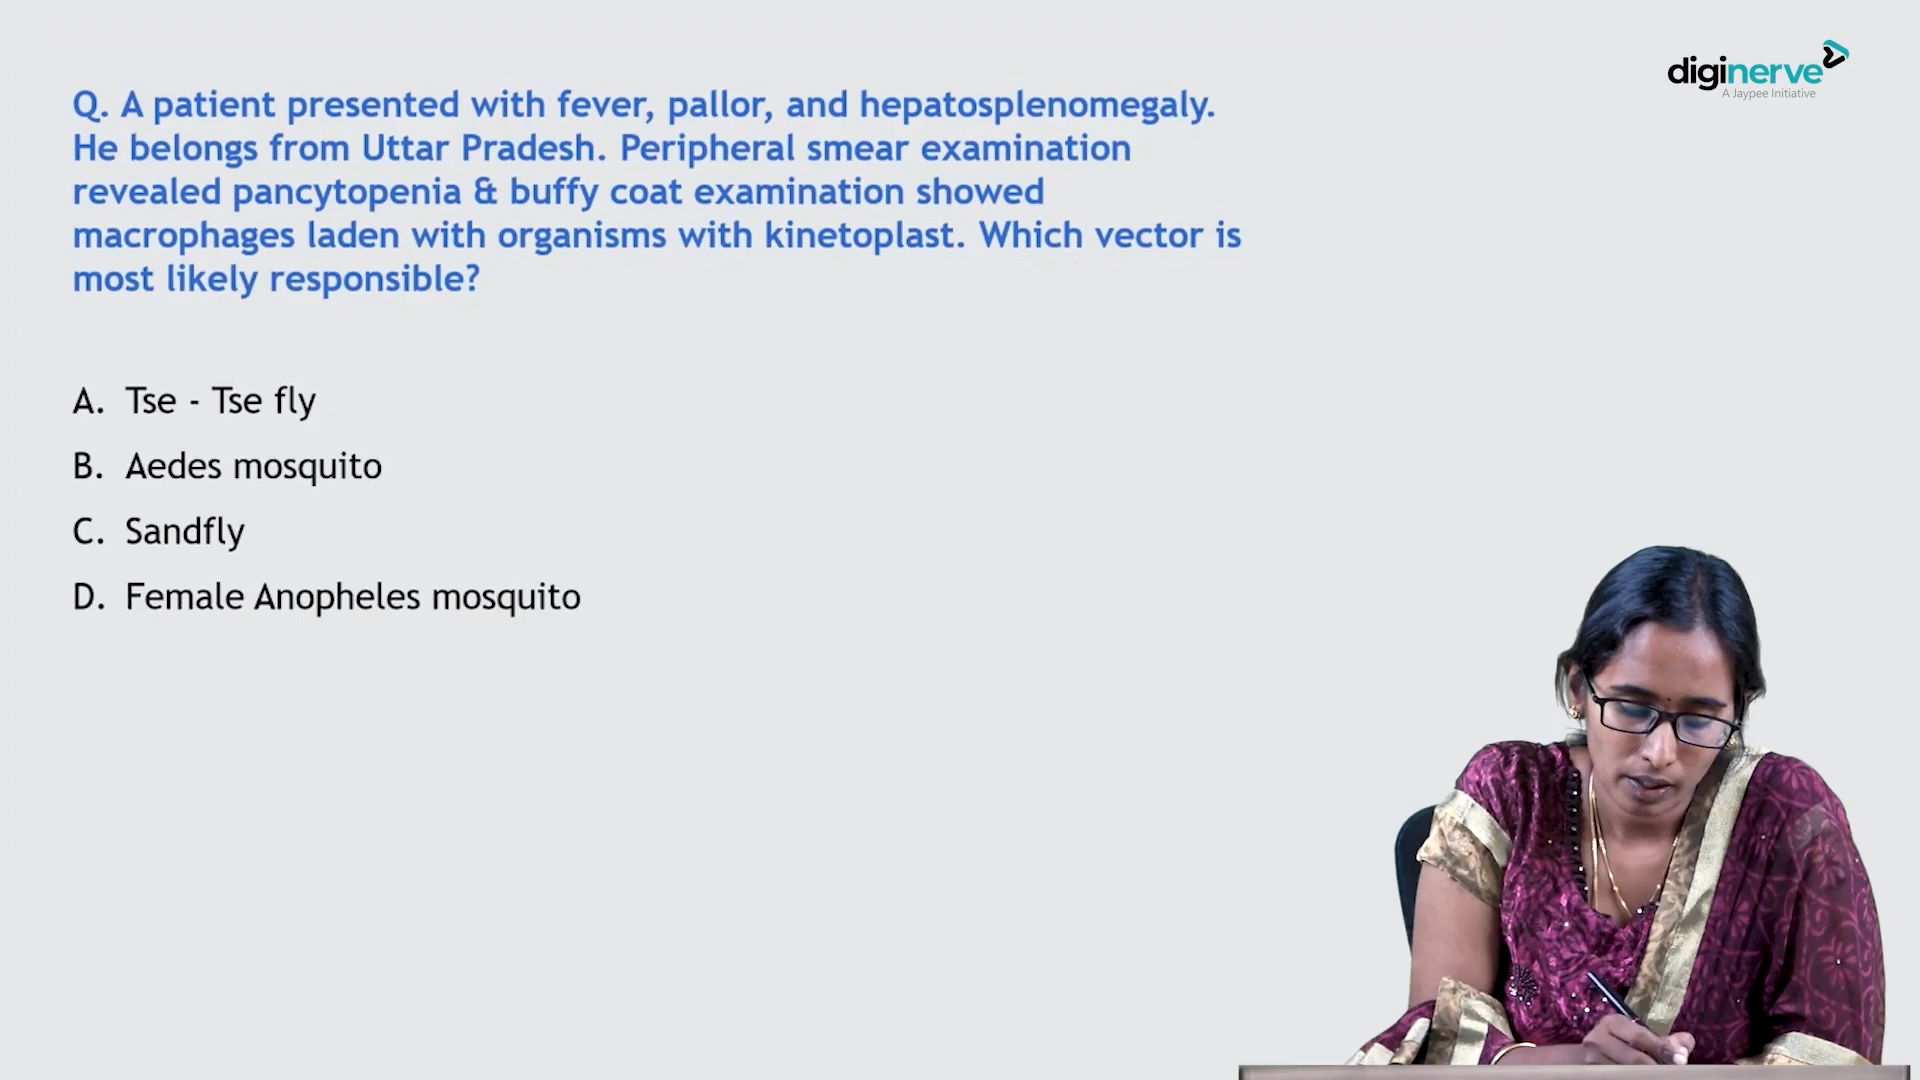 diginerve
A Jaypee Initiative
Q. A patient presented with fever, pallor, and hepatosplenomegaly.
He belongs from Uttar Pradesh. Peripheral smear examination
revealed pancytopenia & buffy coat examination showed
macrophages laden with organisms with kinetoplast. Which vector is
most likely responsible?
A. Tse - Tse fly
B. Aedes mosquito
C. Sandfly
D. Female Anopheles mosquito